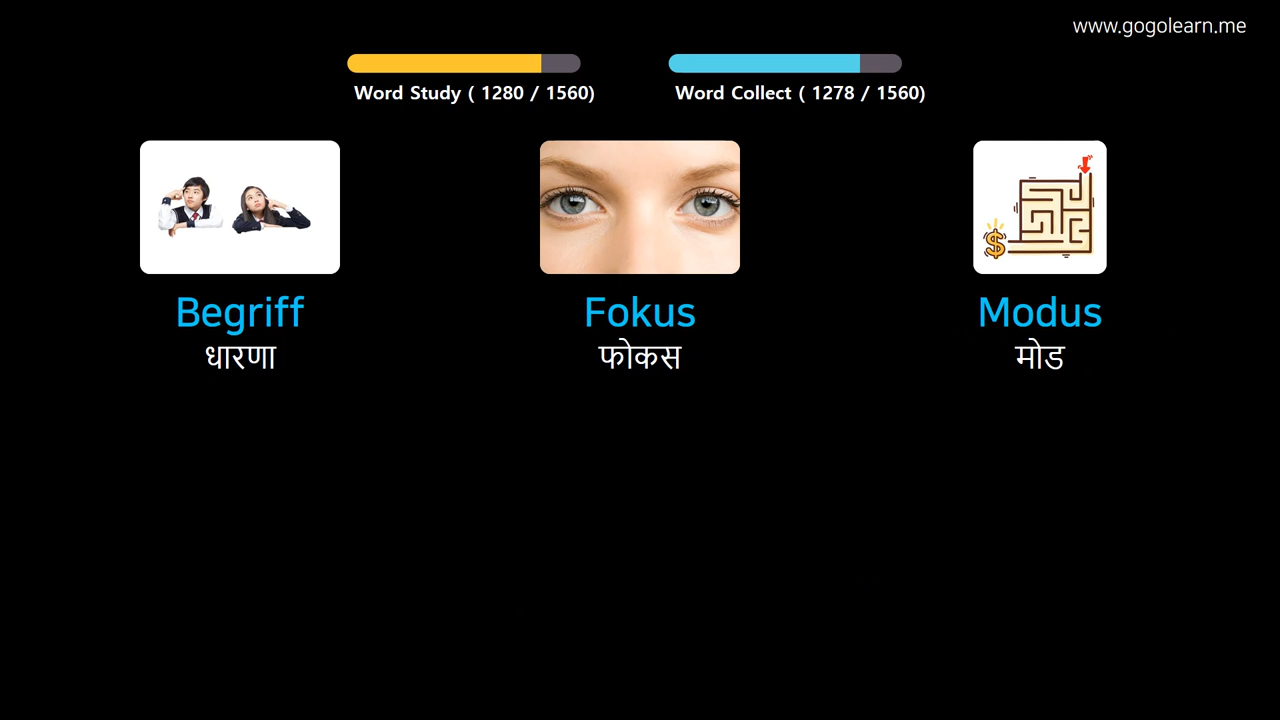 www.gogolearn.me
Word Study ( 1280 / 1560)
Word Collect ( 1278 / 1560)
Begriff
धारणा
Fokus
फोकस
Modus
मोड